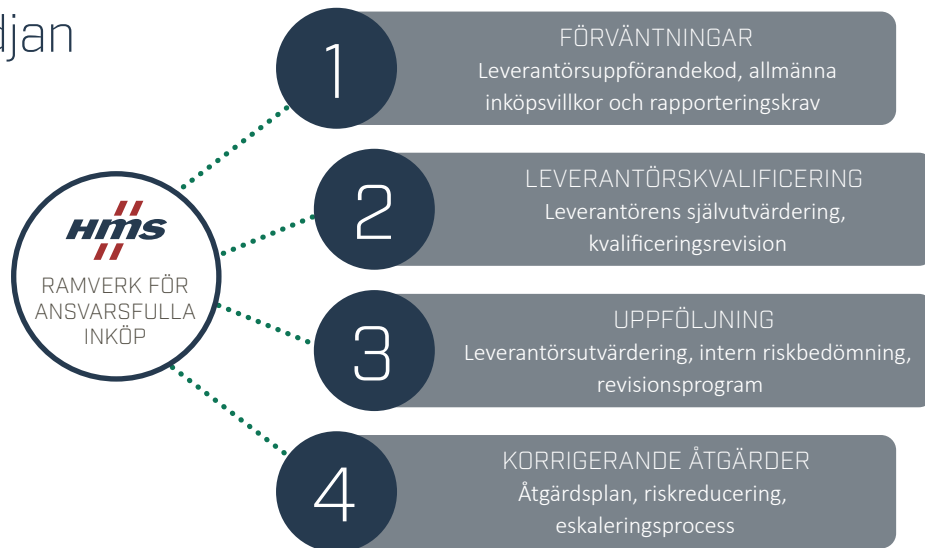 djan
HMS
RAMVERK FÖR
ANSVARSFULLA
INKÖP
1
FÖRVÄNTNINGAR
Leverantörsuppförandekod, allmänna
inköpsvillkor och rapporteringskrav
2
LEVERANTÖRSKVALIFICERING
Leverantörens självutvärdering,
kvalificeringsrevision
3
UPPFÖLJNING
Leverantörsutvärdering, intern riskbedömning,
revisionsprogram
4
KORRIGERANDE ÅTGÄRDER
Åtgärdsplan, riskreducering,
eskaleringsprocess